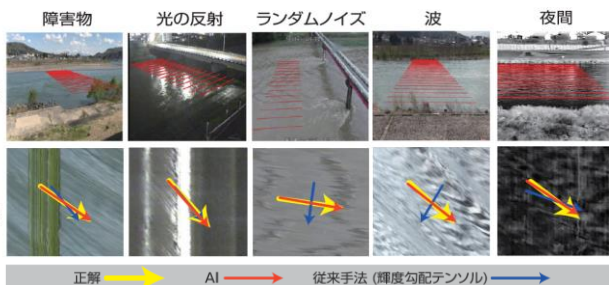 障害物
光の反射
ランダムノイズ
波
夜間
正解
AI
従来手法 (輝度勾配テンソル)